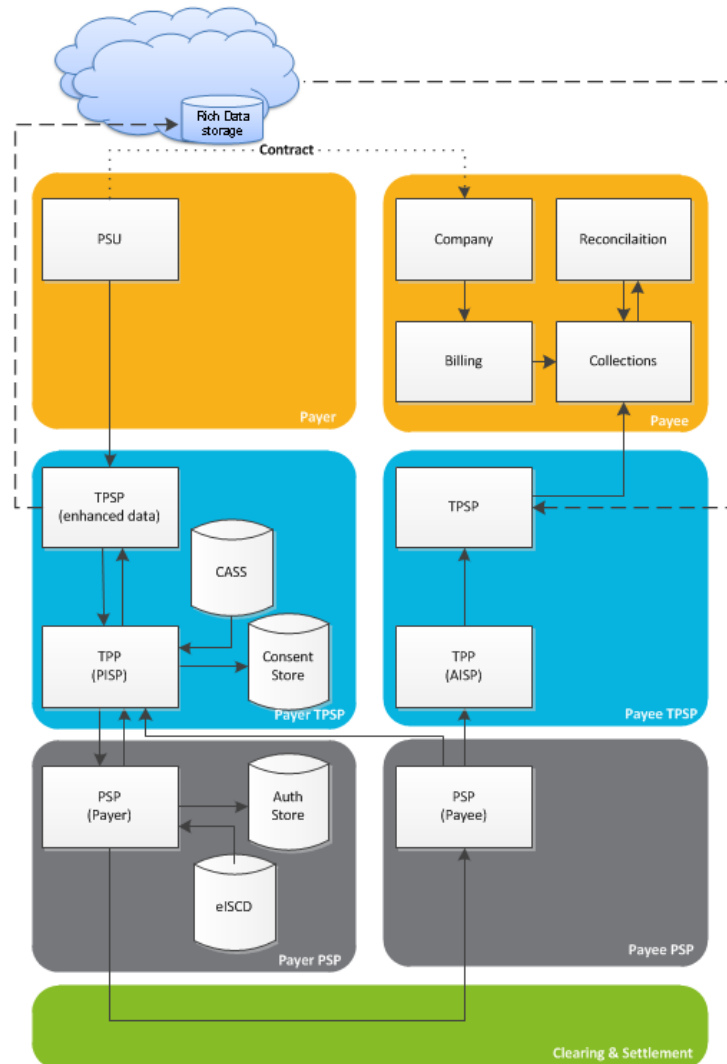 Rich Data
storage
Contract
PSU
Company
Reconcilaition
Billing
Collections
Payer
Payee
TPSP
(enhanced data)
TPSP
CASS
TPP
(PISP)
Consent
Store
TPP
(AISP)
Payer TPSP
Payee TPSP
PSP
(Payer)
Auth
Store
PSP
(Payee)
eISCD
Payer PSP
Payee PSP
Clearing & Settlement